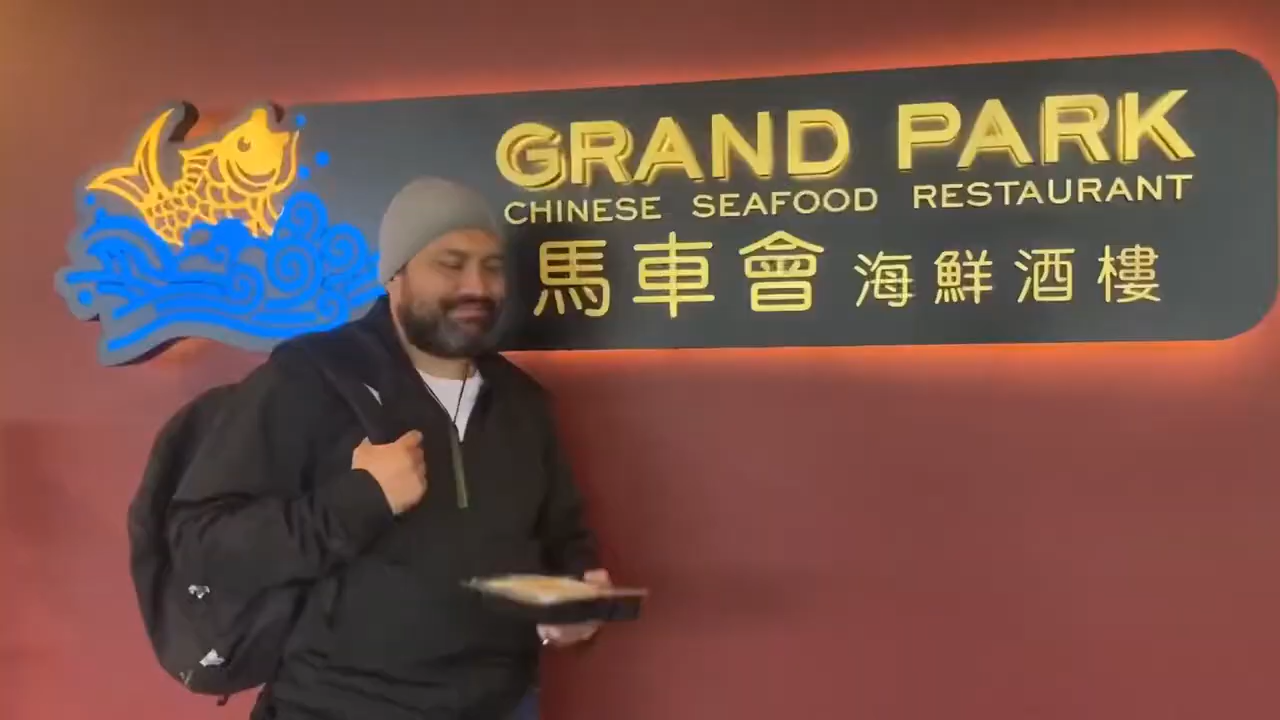 GRAND PARK
CHINESE SEAFOOD RESTAURANT
馬車會 海鮮酒樓